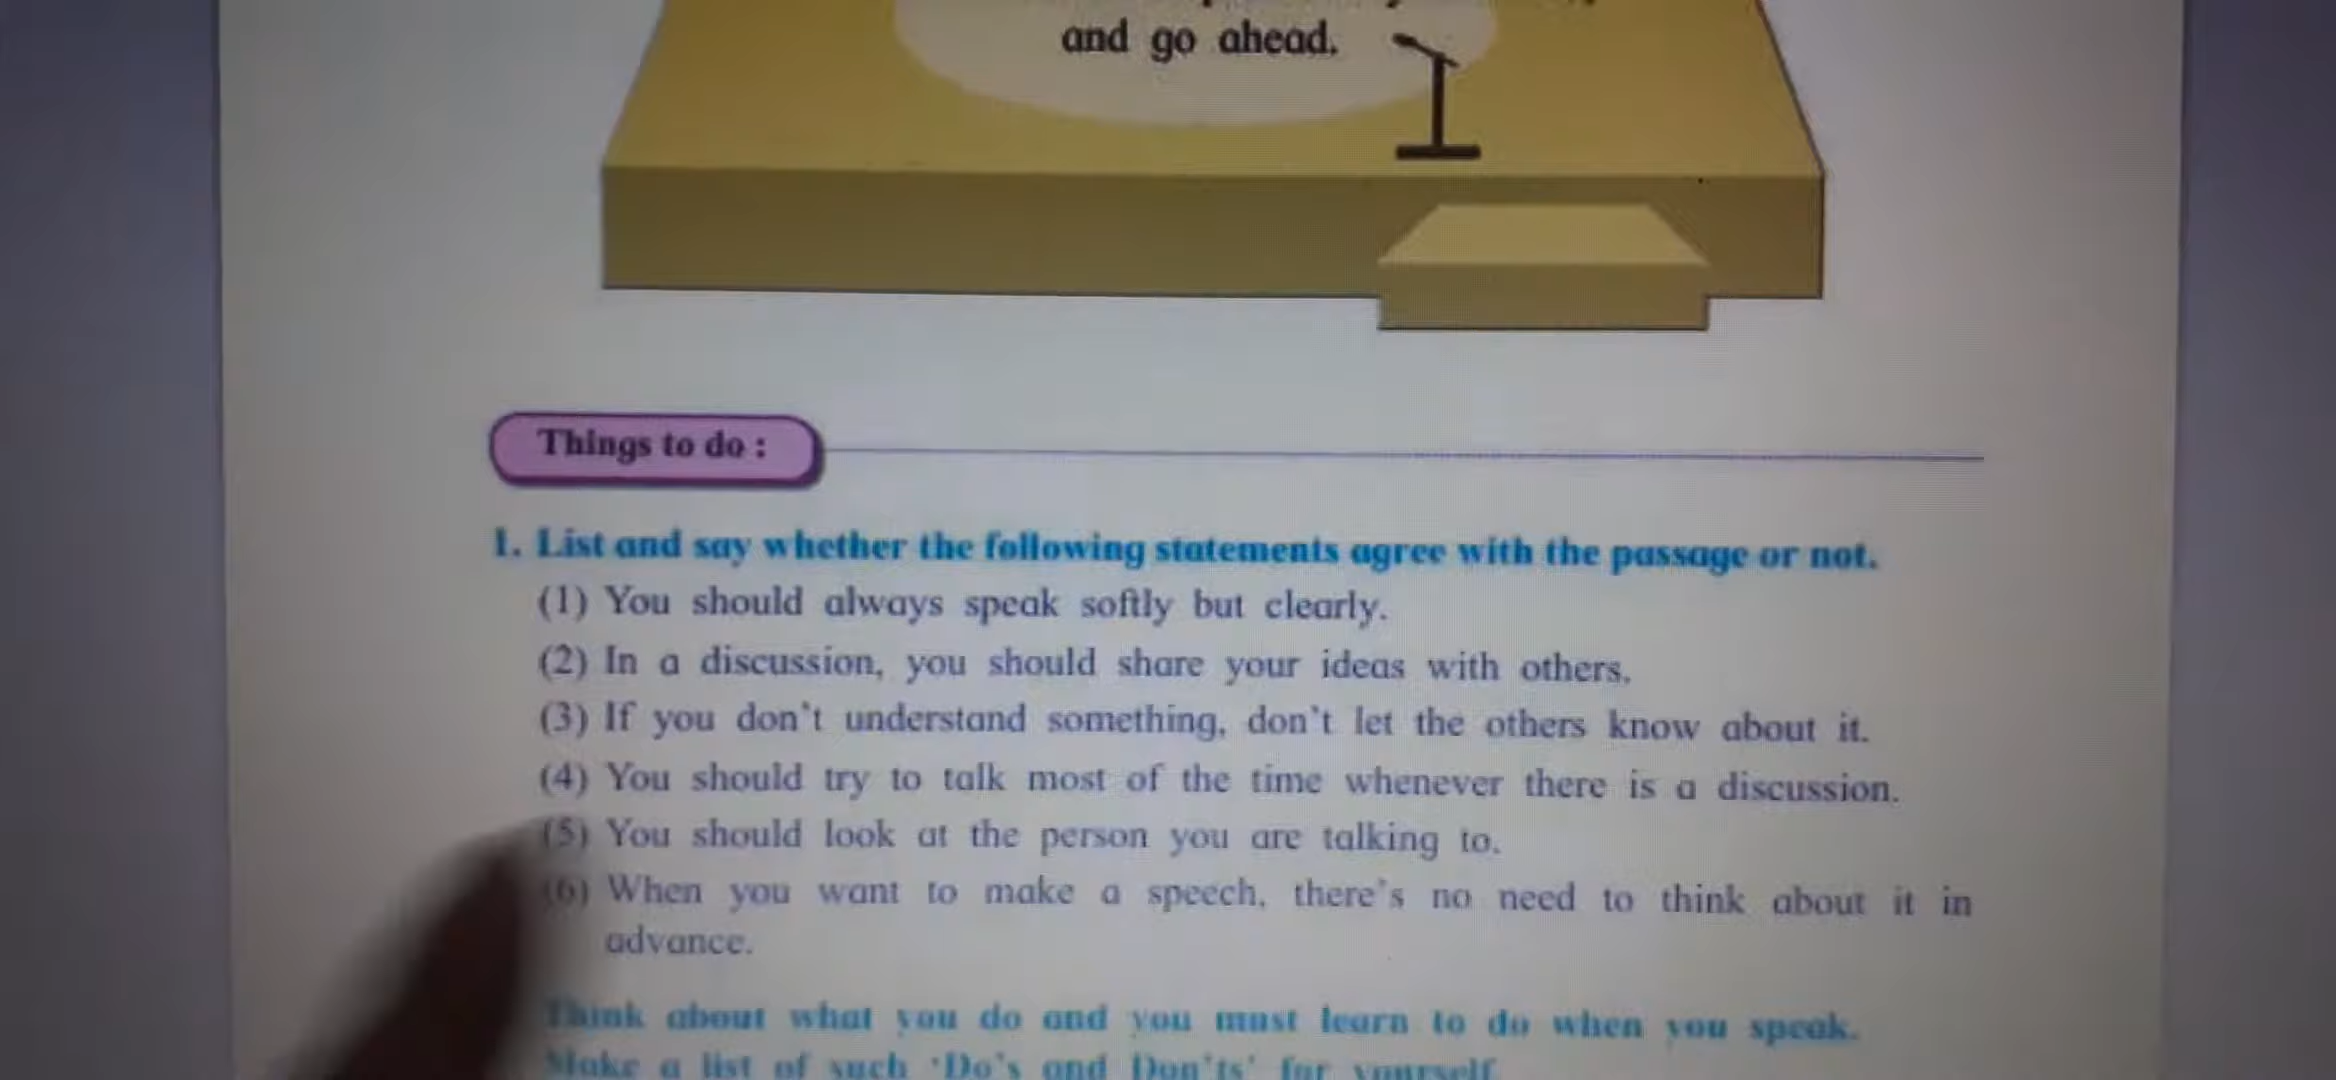 and go ahead.
Things to do :
1. List and say whether the following statements agree with the passage or not.
(1) You should always speak softly but clearly.
(2) In a discussion, you should share your ideas with others.
(3) If you don't understand something, don't let the others know about it.
(4) You should try to talk most of the time whenever there is a discussion.
(5) You should look at the person you are talking to.
(6) When you want to make a speech, there's no need to think about it in
advance.
Think about what you do and you must learn to do when you speak.
Make a list of such 'Do's and Don'ts' for yourself